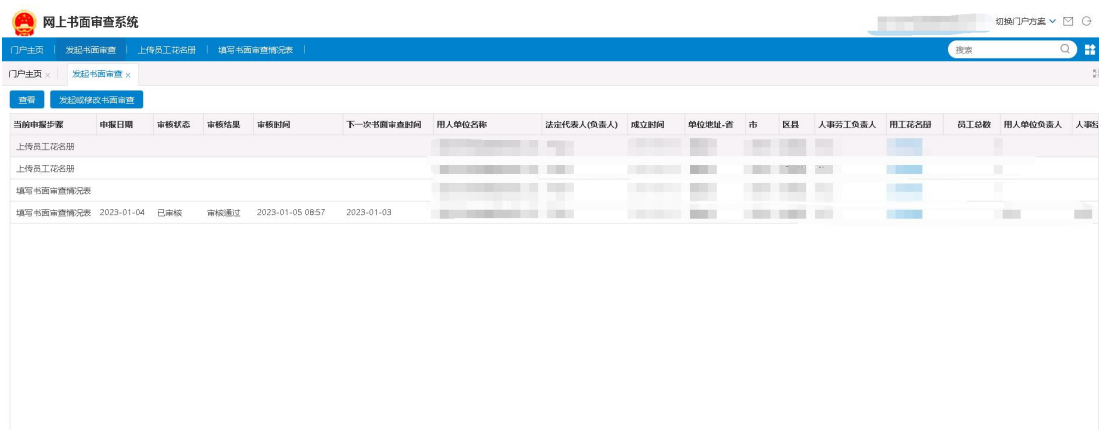 网上书面审查系统
切换门户方案
门户主页 发起书面审查 上传员工花名册 填写书面审查情况表 搜索
门户主页 × 发起书面审查 ×
查看 发起或修改书面审查
当前申报步骤 申报日期 审核状态 审核结果 审核时间 下一次书面审查时间 用人单位名称 法定代表人(负责人) 成立时间 单位地址-省 市 区县 人事劳工负责人 用工花名册 员工总数 用人单位负责人 人事经
上传员工花名册
上传员工花名册
填写书面审查情况表
填写书面审查情况表 2023-01-04 已审核 审核通过 2023-01-05 08:57 2023-01-03